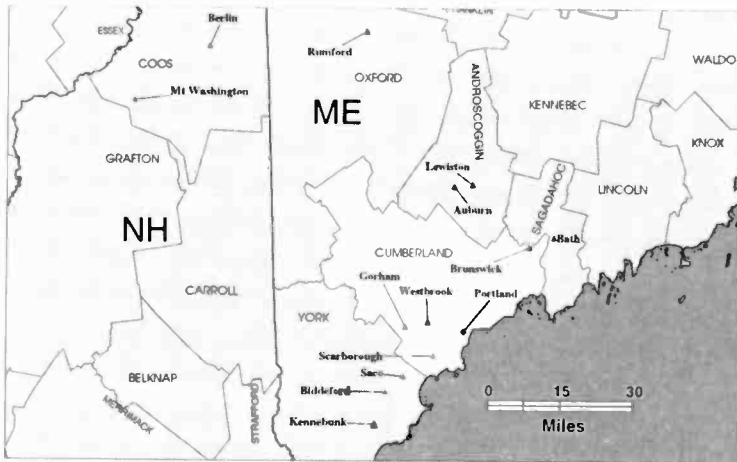 Berlin
FRANKLIN
ESSEX
COOS
Rumford
OXFORD
WALDO
Mt Washington
ANDROSCOGGIN
KENNEBEC
ME
KNOX
GRAFTON
Lewiston
LINCOLN
Auburn
SAGADAHOC
NH
Bath
CUMBERLAND
Brunswick
Gorham
CARROLL
Westbrook
Portland
YORK
Scarborough
Saco
BELKNAP
Biddeford
STRAFFORD
MERRIMACK
Kennebunk
0 15 30
Miles